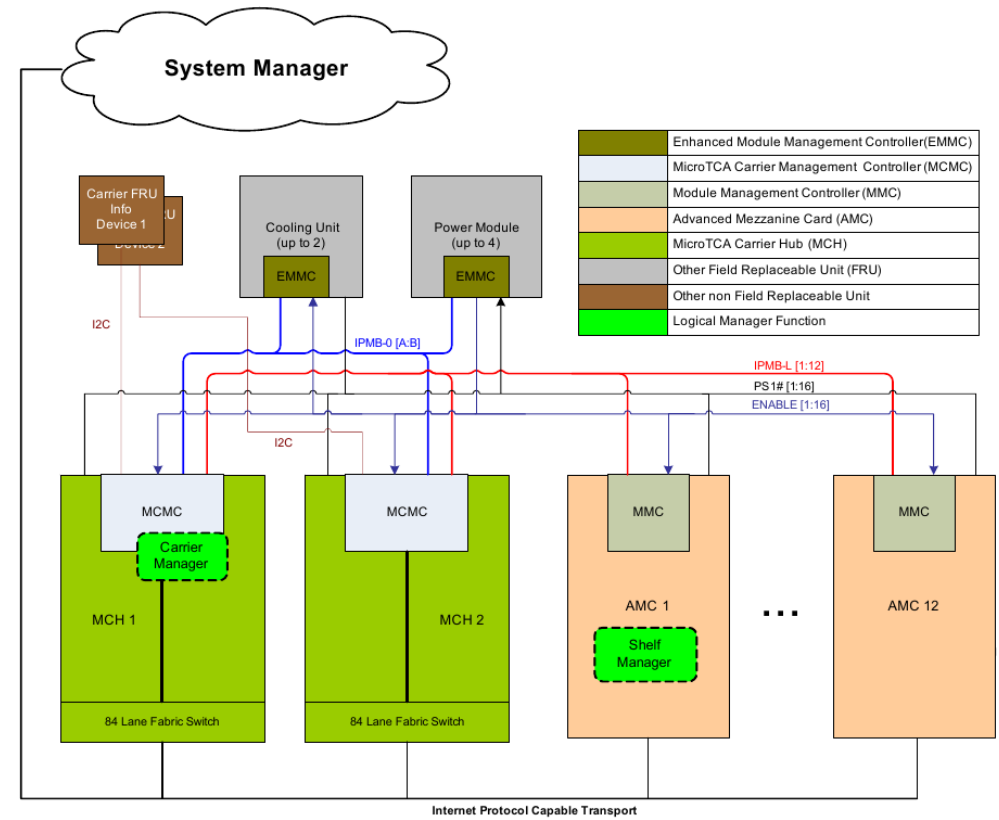 System Manager
Enhanced Module Management Controller(EMMC)
MicroTCA Carrier Management Controller (MCMC)
Module Management Controller (MMC)
Advanced Mezzanine Card (AMC)
MicroTCA Carrier Hub (MCH)
Other Field Replaceable Unit (FRU)
Other non Field Replaceable Unit
Logical Manager Function
Carrier FRU
Info
Device 1
RU
Device 2
Cooling Unit
(up to 2)
EMMC
Power Module
(up to 4)
EMMC
I2C
IPMB-0 [A:B]
IPMB-L [1:12]
PS1# [1:16]
ENABLE [1:16]
I2C
MCMC
Carrier
Manager
MCH 1
84 Lane Fabric Switch
MCMC
MCH 2
84 Lane Fabric Switch
MMC
AMC 1
Shelf
Manager
...
MMC
AMC 12
Internet Protocol Capable Transport